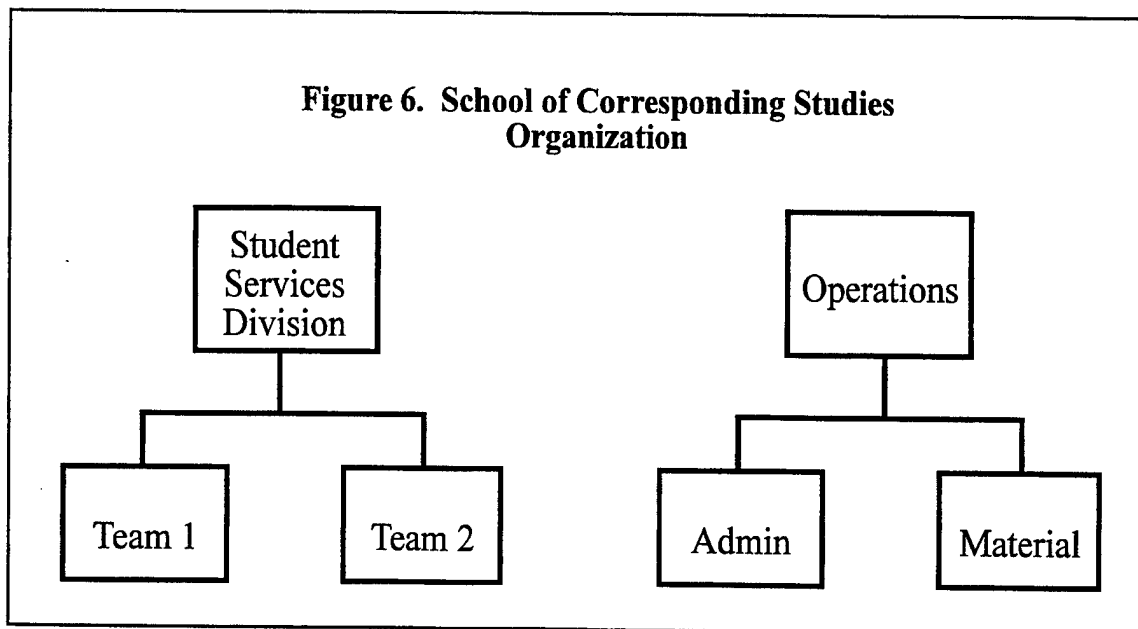 Figure 6. School of Corresponding Studies
Organization
Student
Services
Division
Operations
Team 1
Team 2
Admin
Material